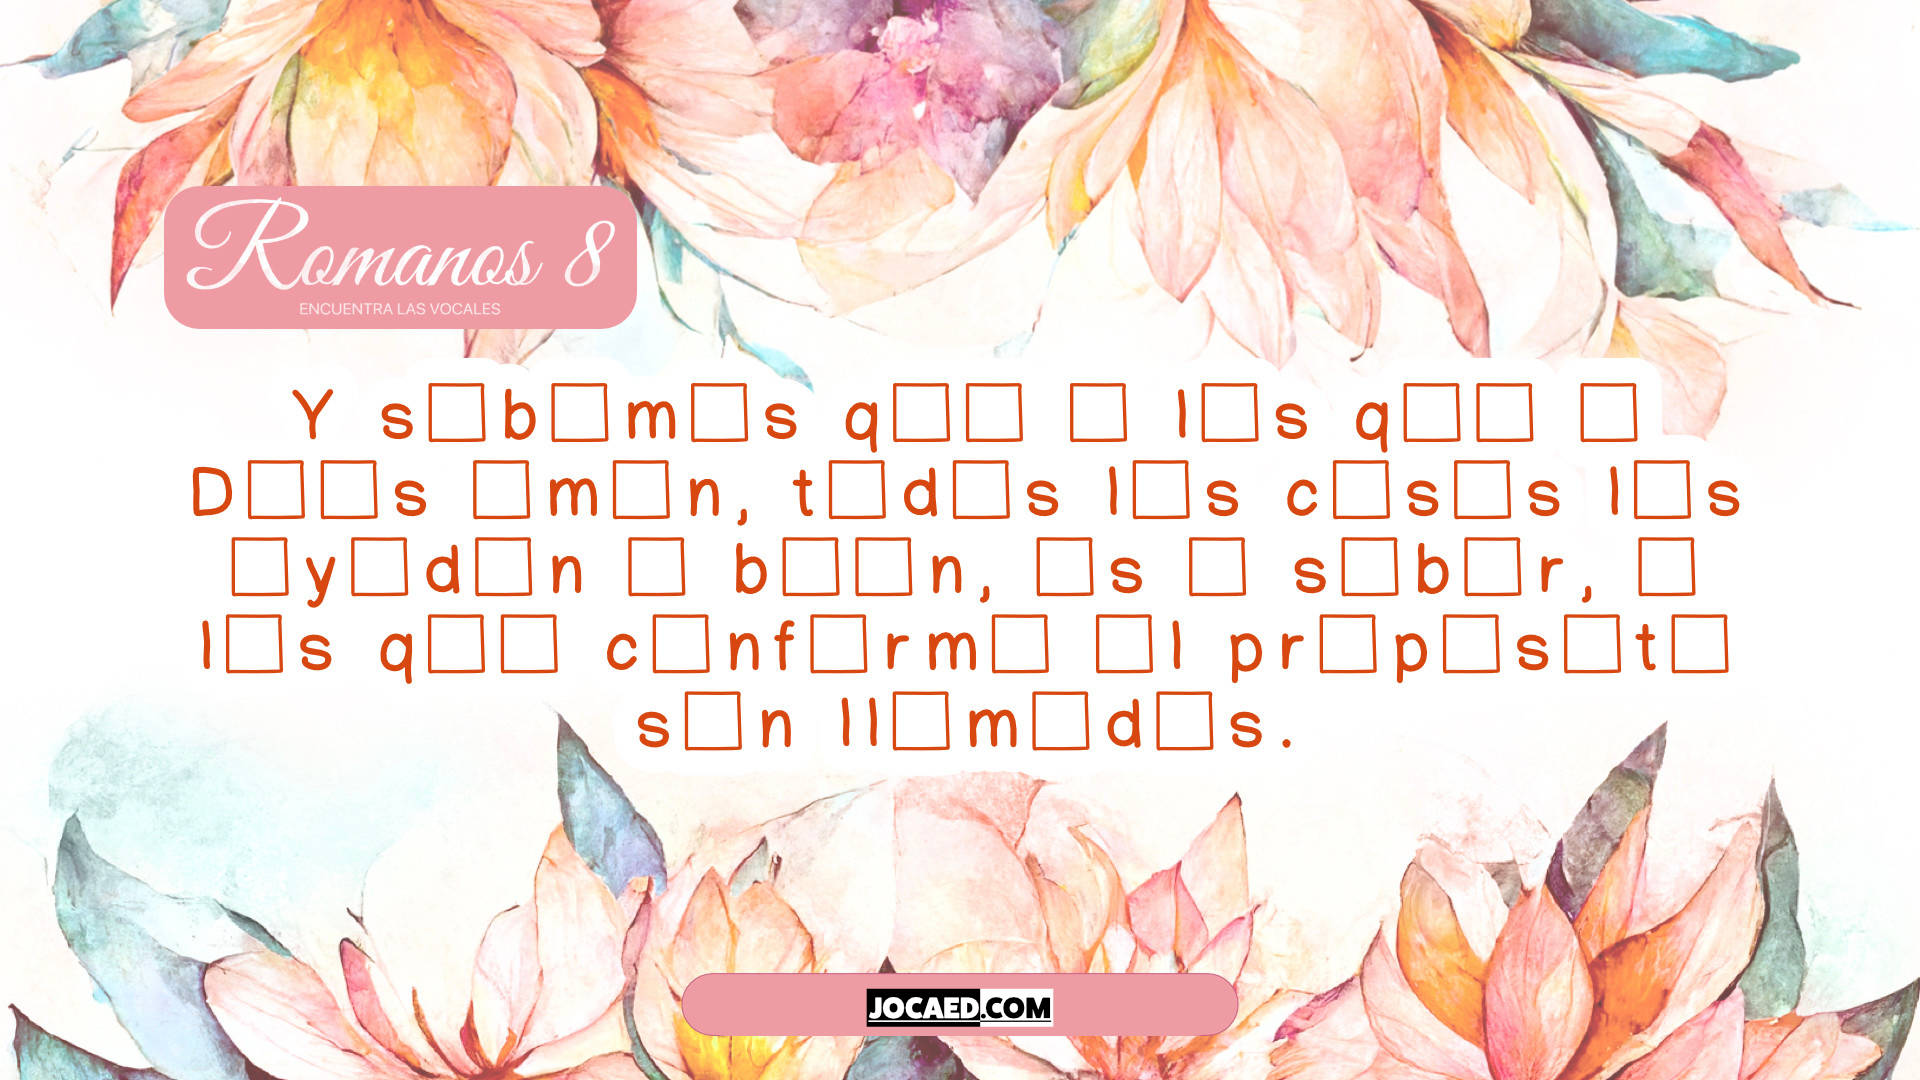 Romanos 8
ENCUENTRA LAS VOCALES
Y s□b□m□s q□□ □ l□s q□□ □
D□□s □m□n, t□d□s l□s c□s□s l□s
□y□d□n □ b□□n, □s □ s□b□r, □
l□s q□□ c□nf□rm□ □l pr□p□s□t□
s□n ll□m□d□s.
JOCAED.COM